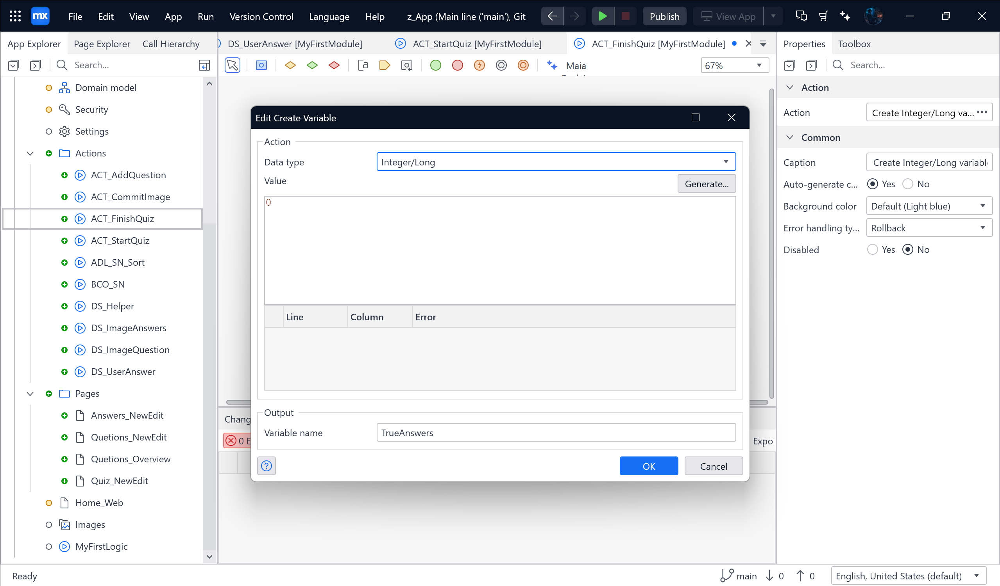 mx File Edit View App Run Version Control Language Help z_App (Main line ('main'), Git Publish View App
App Explorer Page Explorer Call Hierarchy
Search...
Domain model
Security
Settings
Actions
ACT_AddQuestion
ACT_CommitImage
ACT_FinishQuiz
ACT_StartQuiz
ADL_SN_Sort
BCO_SN
DS_Helper
DS_ImageAnswers
DS_ImageQuestion
DS_UserAnswer
Pages
Answers_NewEdit
Quetions_NewEdit
Quetions_Overview
Quiz_NewEdit
Home_Web
Images
MyFirstLogic
DS_UserAnswer [MyFirstModule] ACT_StartQuiz [MyFirstModule] ACT_FinishQuiz [MyFirstModule]
Maia
67%
Edit Create Variable
Action
Data type Integer/Long
Value Generate...
0
Line Column Error
Output
Variable name TrueAnswers
OK Cancel
Chang
0 E
Expor
Properties Toolbox
Search...
Action
Action Create Integer/Long va...
Common
Caption Create Integer/Long variabl
Auto-generate c... Yes No
Background color Default (Light blue)
Error handling ty... Rollback
Disabled Yes No
Ready main 0 0 English, United States (default)